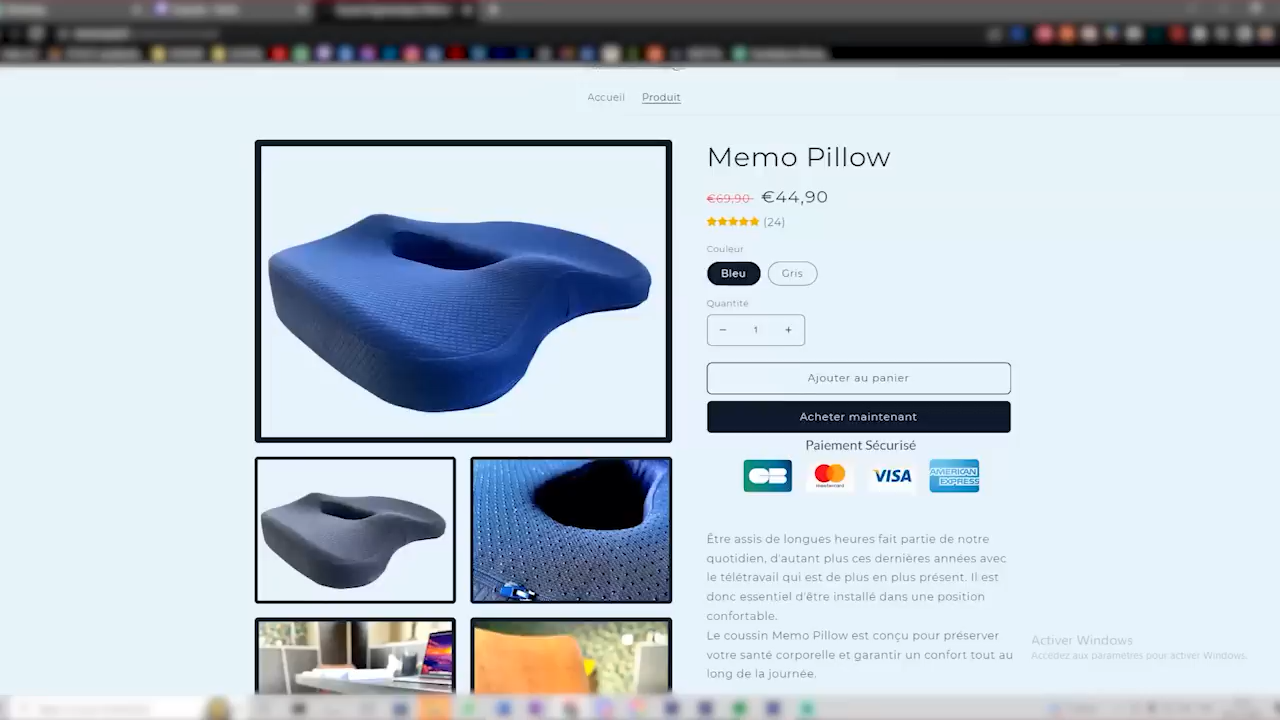 Accueil Produit
Memo Pillow
€69,90 €44,90
(24)
Couleur
Bleu Gris
Quantité
− 1 +
Ajouter au panier
Acheter maintenant
Paiement Sécurisé
CB mastercard VISA AMERICAN EXPRESS
Être assis de longues heures fait partie de notre
quotidien, d'autant plus ces dernières années avec
le télétravail qui est de plus en plus présent. Il est
donc essentiel d'être installé dans une position
confortable.
Le coussin Memo Pillow est conçu pour préserver
votre santé corporelle et garantir un confort tout au
long de la journée.
Activer Windows
Accédez aux paramètres pour activer Windows.